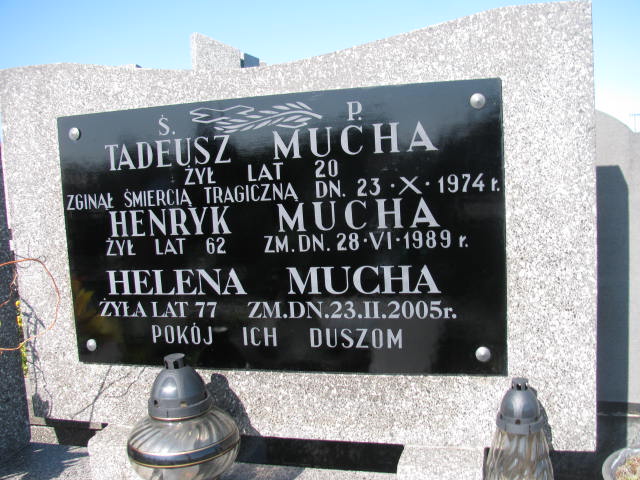 Ś. P.
TADEUSZ MUCHA
ŻYŁ LAT 20
ZGINĄŁ ŚMIERCIĄ TRAGICZNĄ DN. 23·X·1974 r.
HENRYK MUCHA
ŻYŁ LAT 62 ZM. DN. 28·VI·1989 r.
HELENA MUCHA
ŻYŁA LAT 77 ZM.DN.23.II.2005r.
POKÓJ ICH DUSZOM